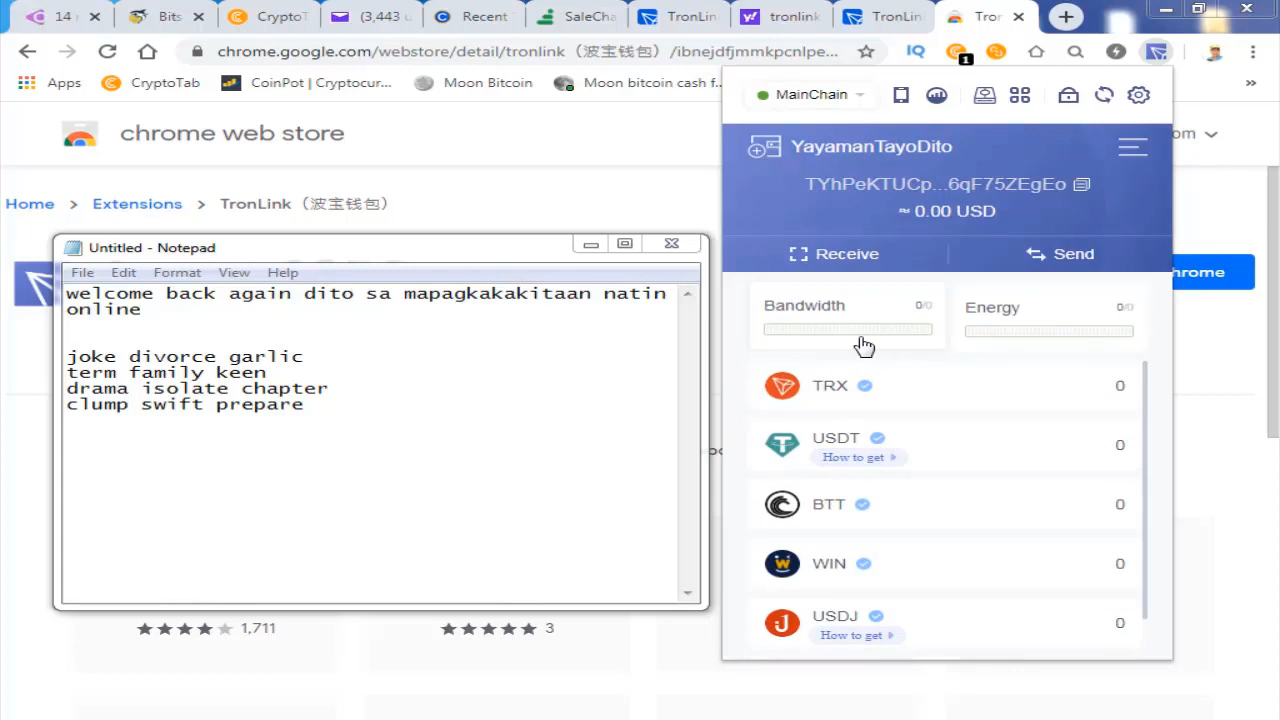 14
Bits
CryptoT
(3,443 u
Recent
SaleCha
TronLin
tronlink
TronLin
Tror
chrome.google.com/webstore/detail/tronlink（波宝钱包）/ibnejdfjmmkpcnlpe...
IQ
1
Apps
CryptoTab
CoinPot | Cryptocur...
Moon Bitcoin
Moon bitcoin cash f...
»
chrome web store
om
Home > Extensions > TronLink（波宝钱包）
hrome
Untitled - Notepad
File Edit Format View Help
welcome back again dito sa mapagkakakitaan natin
online
joke divorce garlic
term family keen
drama isolate chapter
clump swift prepare
1,711
3
MainChain
YayamanTayoDito
TYhPeKTUCp...6qF75ZEgEo
≈ 0.00 USD
Receive
Send
Bandwidth 0/0
Energy 0/0
TRX 0
USDT 0
How to get
BTT 0
WIN 0
USDJ 0
How to get